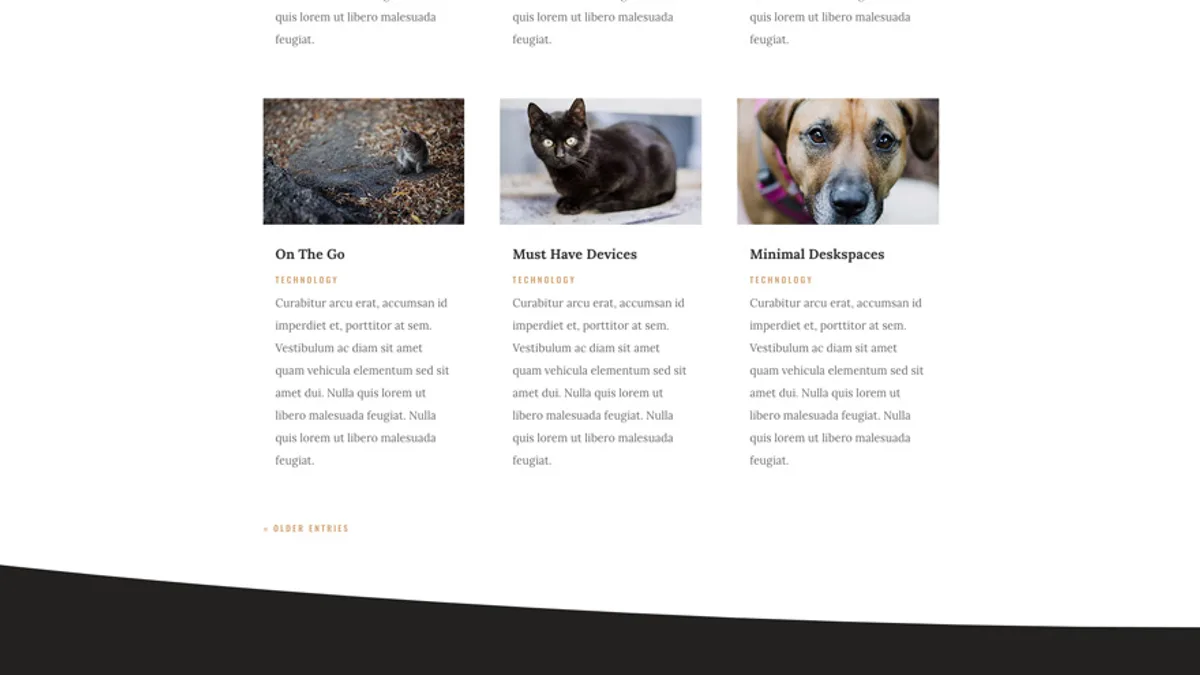 quis lorem ut libero malesuada
feugiat.
quis lorem ut libero malesuada
feugiat.
quis lorem ut libero malesuada
feugiat.
On The Go
TECHNOLOGY
Curabitur arcu erat, accumsan id
imperdiet et, porttitor at sem.
Vestibulum ac diam sit amet
quam vehicula elementum sed sit
amet dui. Nulla quis lorem ut
libero malesuada feugiat. Nulla
quis lorem ut libero malesuada
feugiat.
Must Have Devices
TECHNOLOGY
Curabitur arcu erat, accumsan id
imperdiet et, porttitor at sem.
Vestibulum ac diam sit amet
quam vehicula elementum sed sit
amet dui. Nulla quis lorem ut
libero malesuada feugiat. Nulla
quis lorem ut libero malesuada
feugiat.
Minimal Deskspaces
TECHNOLOGY
Curabitur arcu erat, accumsan id
imperdiet et, porttitor at sem.
Vestibulum ac diam sit amet
quam vehicula elementum sed sit
amet dui. Nulla quis lorem ut
libero malesuada feugiat. Nulla
quis lorem ut libero malesuada
feugiat.
« OLDER ENTRIES